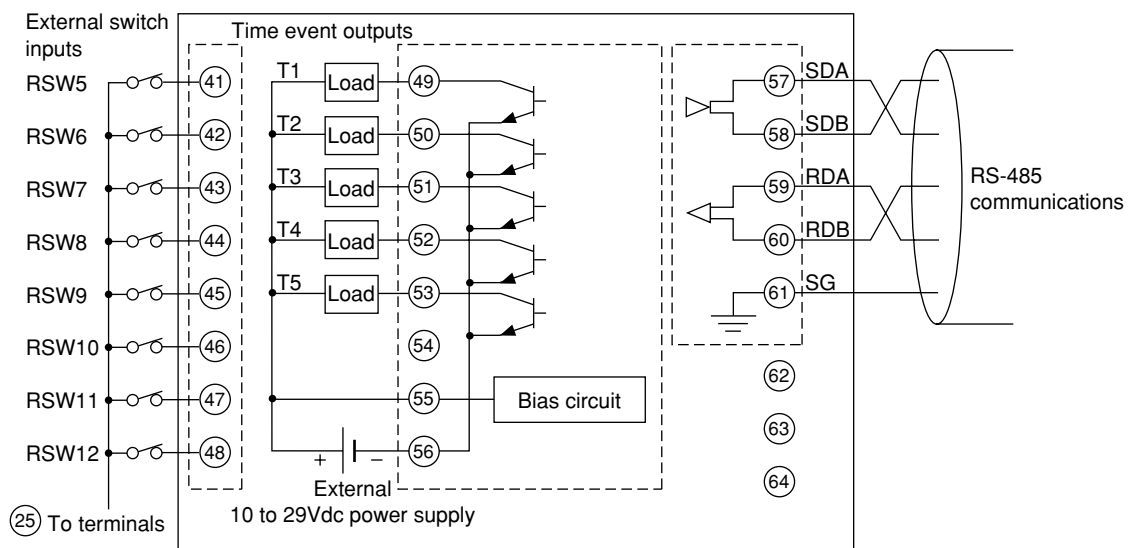 External switch
inputs
Time event outputs
RSW5 41 T1 Load 49 57 SDA
RSW6 42 T2 Load 50 58 SDB
RSW7 43 T3 Load 51 59 RDA
RS-485
communications
RSW8 44 T4 Load 52 60 RDB
RSW9 45 T5 Load 53 61 SG
RSW10 46 54
62
RSW11 47 55 Bias circuit
63
RSW12 48 + − 56
64
External
10 to 29Vdc power supply
25 To terminals